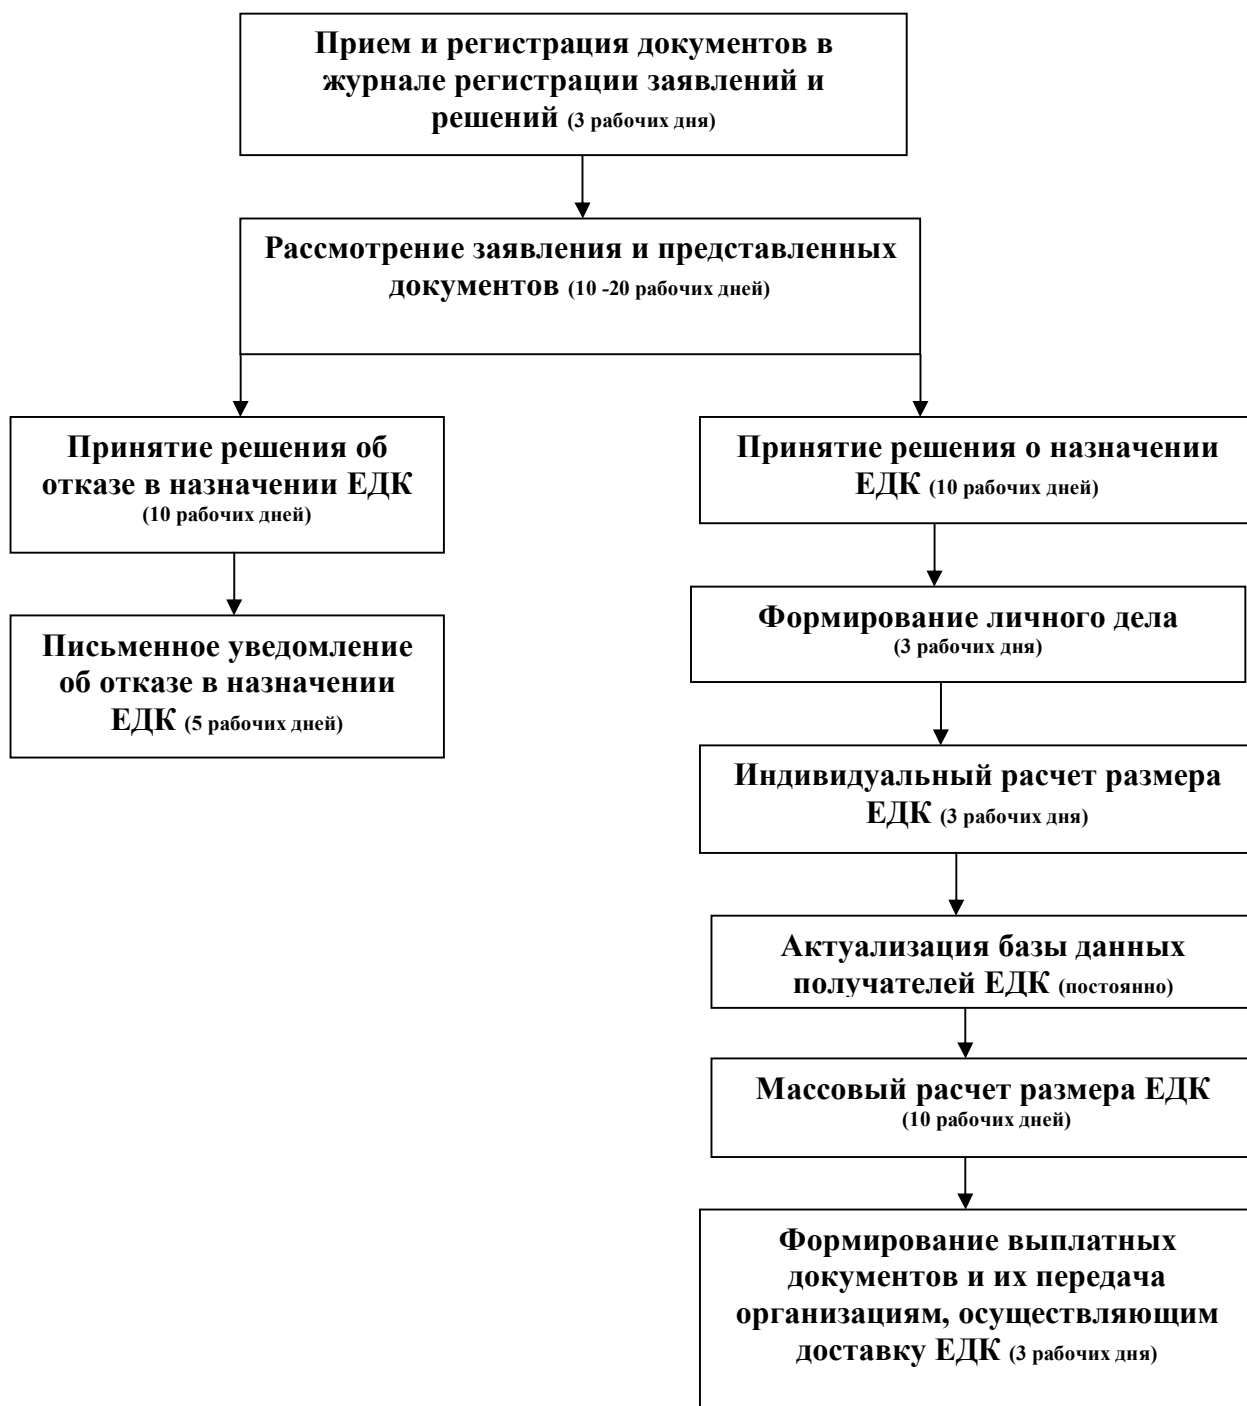 Прием и регистрация документов в
журнале регистрации заявлений и
решений (3 рабочих дня)
Рассмотрение заявления и представленных
документов (10 -20 рабочих дней)
Принятие решения об
отказе в назначении ЕДК
(10 рабочих дней)
Письменное уведомление
об отказе в назначении
ЕДК (5 рабочих дней)
Принятие решения о назначении
ЕДК (10 рабочих дней)
Формирование личного дела
(3 рабочих дня)
Индивидуальный расчет размера
ЕДК (3 рабочих дня)
Актуализация базы данных
получателей ЕДК (постоянно)
Массовый расчет размера ЕДК
(10 рабочих дней)
Формирование выплатных
документов и их передача
организациям, осуществляющим
доставку ЕДК (3 рабочих дня)